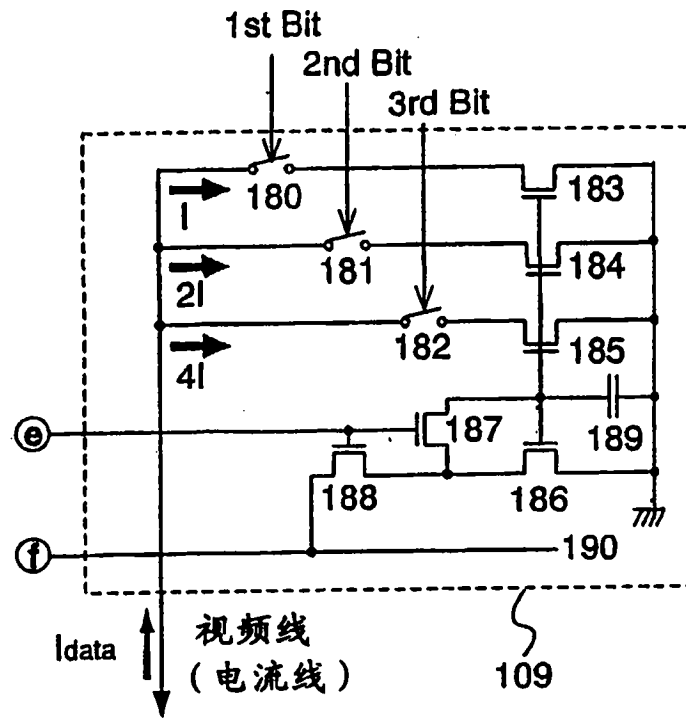 1st Bit
2nd Bit
3rd Bit
180
183
I
181
184
2I
182
185
4I
e
187
189
188
186
f
190
Idata
视频线
（电流线）
109